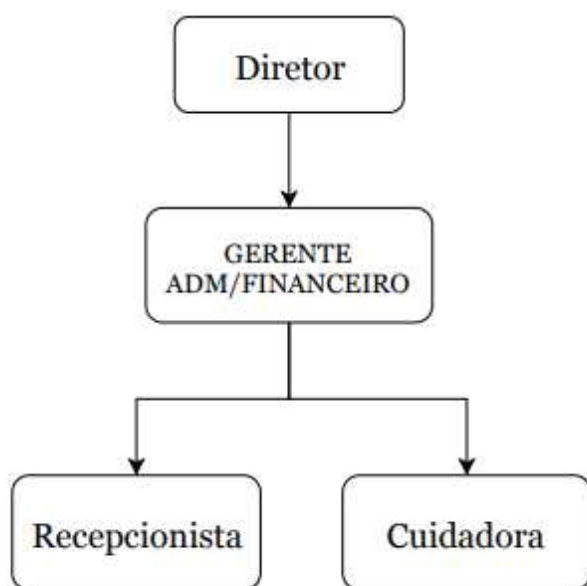 Diretor
GERENTE
ADM/FINANCEIRO
Recepcionista
Cuidadora